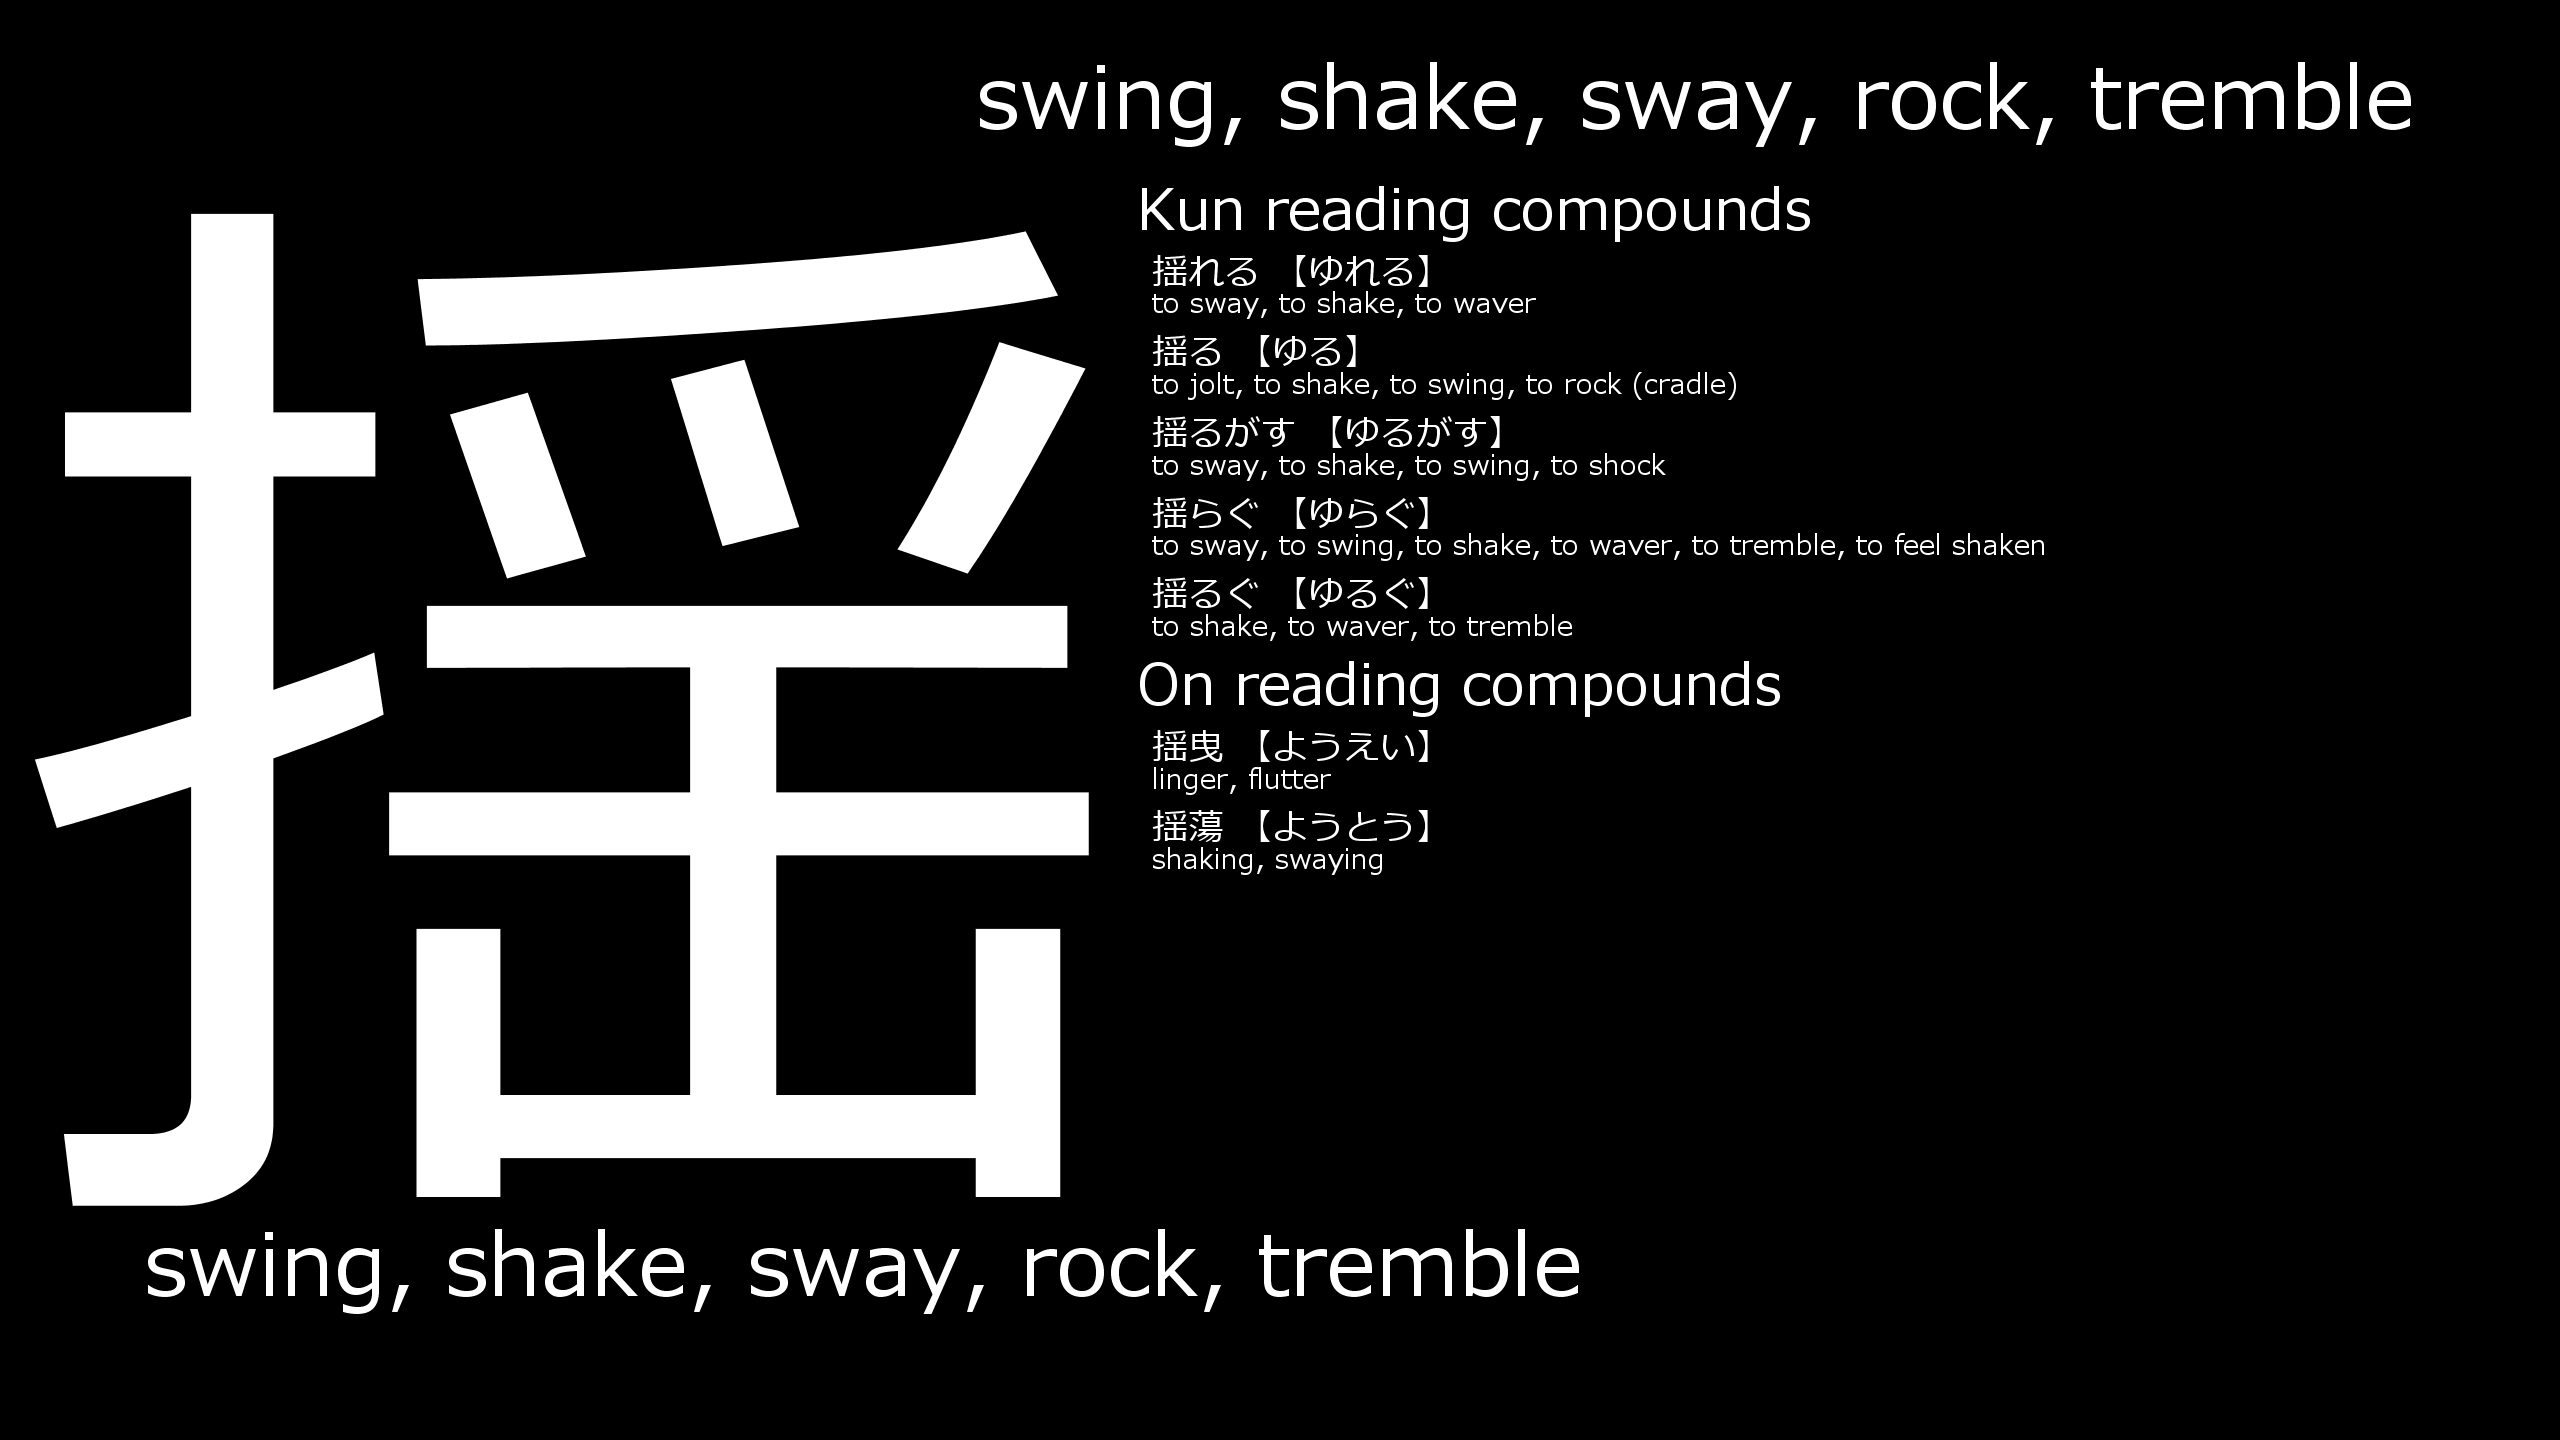 swing, shake, sway, rock, tremble
揺
Kun reading compounds
揺れる 【ゆれる】
to sway, to shake, to waver
揺る 【ゆる】
to jolt, to shake, to swing, to rock (cradle)
揺るがす 【ゆるがす】
to sway, to shake, to swing, to shock
揺らぐ 【ゆらぐ】
to sway, to swing, to shake, to waver, to tremble, to feel shaken
揺るぐ 【ゆるぐ】
to shake, to waver, to tremble
On reading compounds
揺曳 【ようえい】
linger, flutter
揺蕩 【ようとう】
shaking, swaying
swing, shake, sway, rock, tremble